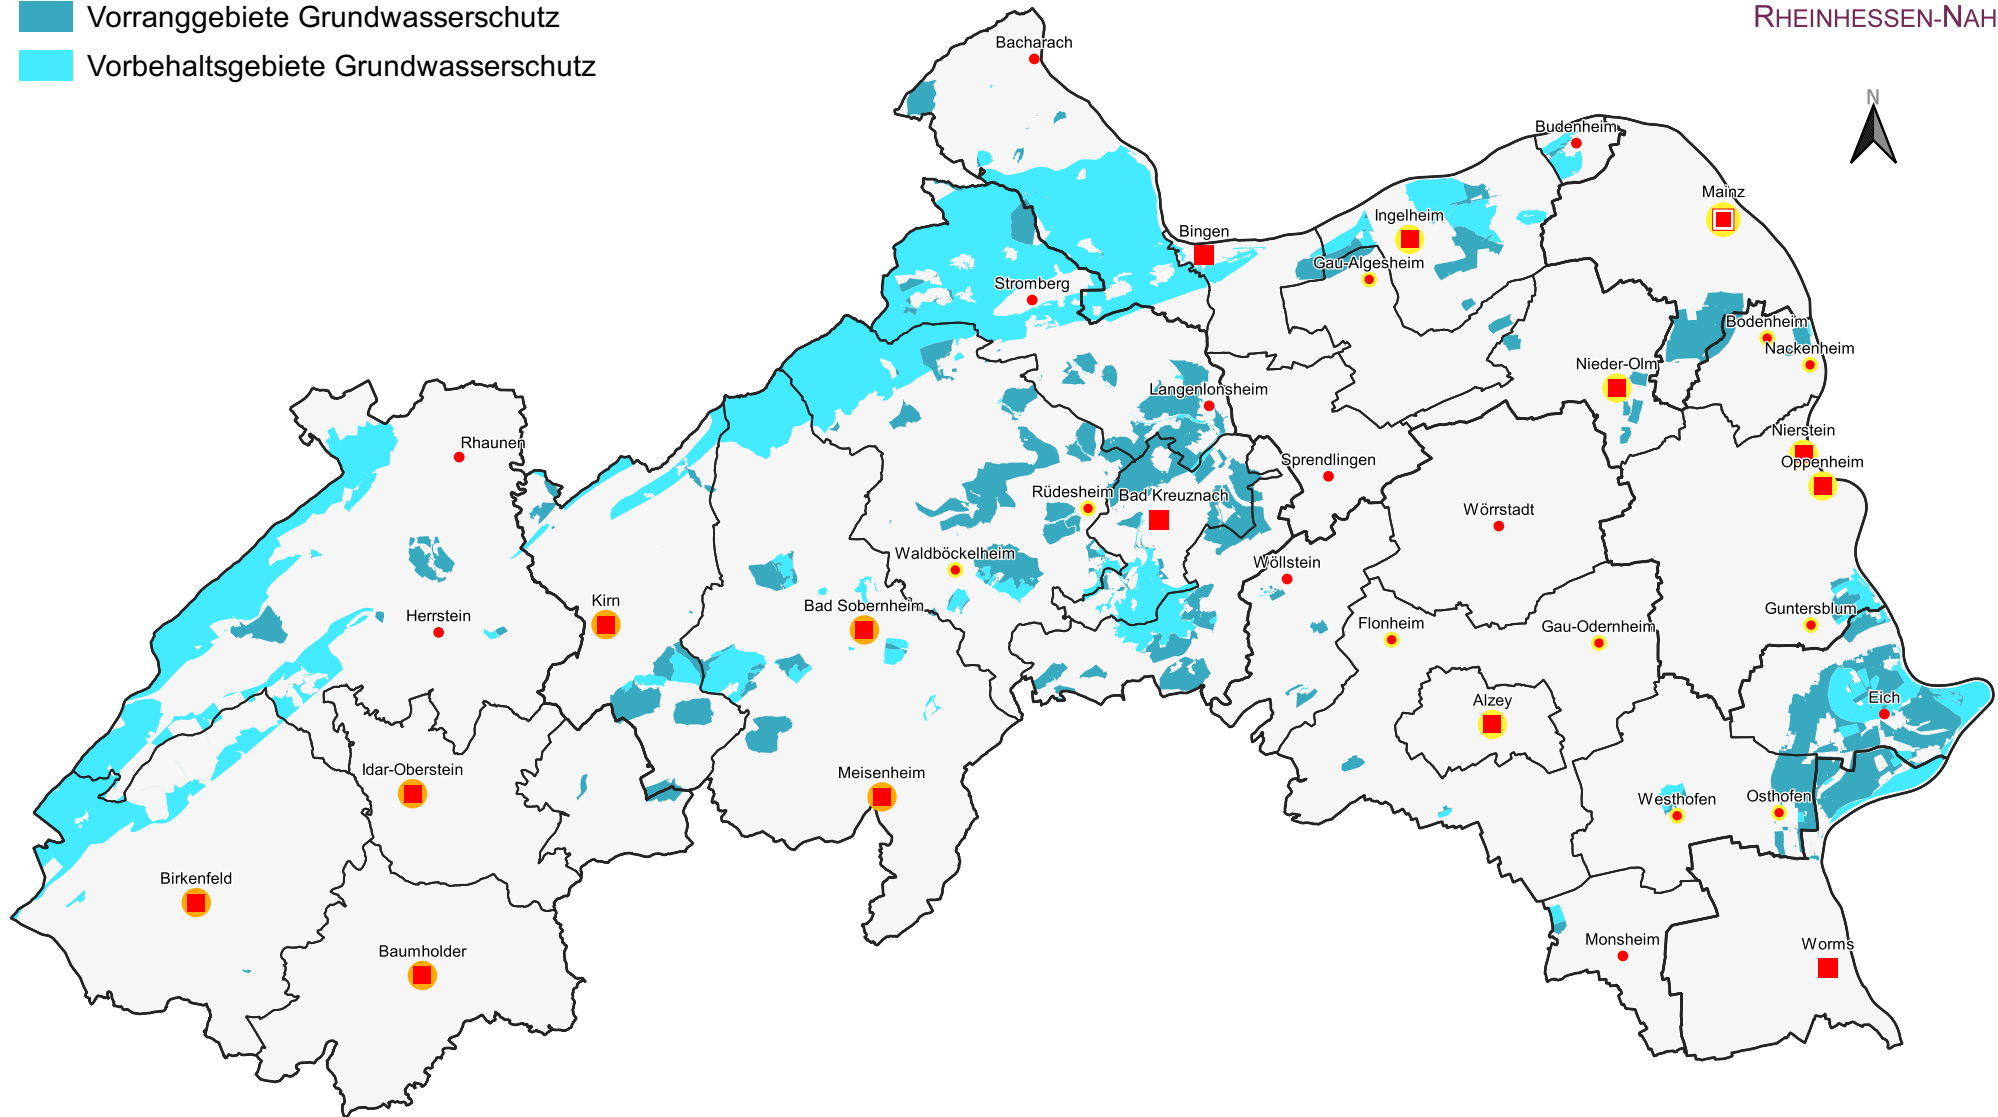 Vorranggebiete Grundwasserschutz
RHEINHESSEN-NAH
Vorbehaltsgebiete Grundwasserschutz
Bacharach
N
Budenheim
Mainz
Ingelheim
Bingen
Gau-Algesheim
Stromberg
Bodenheim
Nackenheim
Nieder-Olm
Langenlonsheim
Nierstein
Rhaunen
Sprendlingen
Oppenheim
Rüdesheim
Bad Kreuznach
Wörrstadt
Waldböckelheim
Wöllstein
Kirn
Bad Sobernheim
Guntersblum
Herrstein
Flonheim
Gau-Odernheim
Eich
Alzey
Idar-Oberstein
Meisenheim
Westhofen
Osthofen
Birkenfeld
Monsheim
Worms
Baumholder